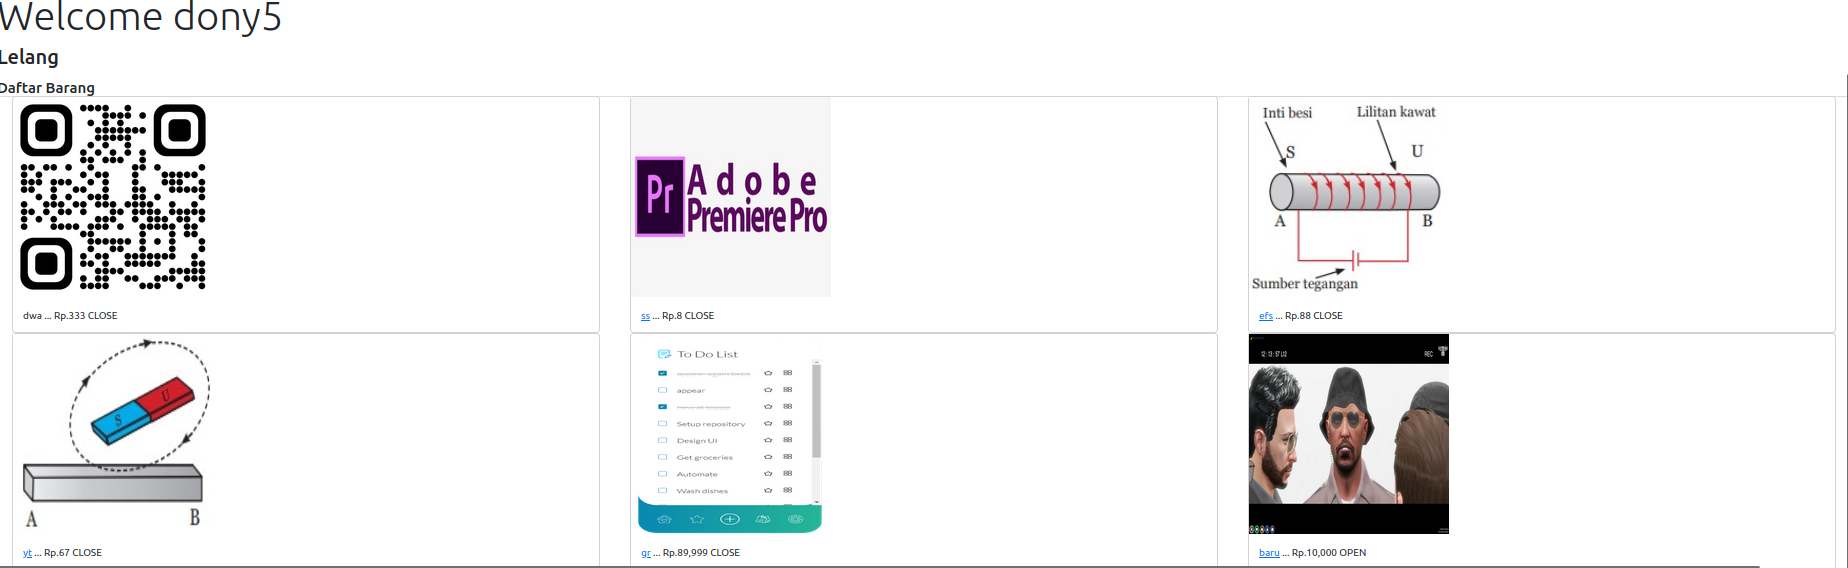 Welcome dony5
Lelang
Daftar Barang
dwa ... Rp.333 CLOSE
Pr Adobe
Premiere Pro
ss ... Rp.8 CLOSE
Inti besi Lilitan kawat
S U
A B
Sumber tegangan
efs ... Rp.88 CLOSE
S U
A B
yt ... Rp.67 CLOSE
To Do List
appear
Setup repository
Design UI
Get groceries
Automate
Wash dishes
gr ... Rp.89,999 CLOSE
REC
baru ... Rp.10,000 OPEN